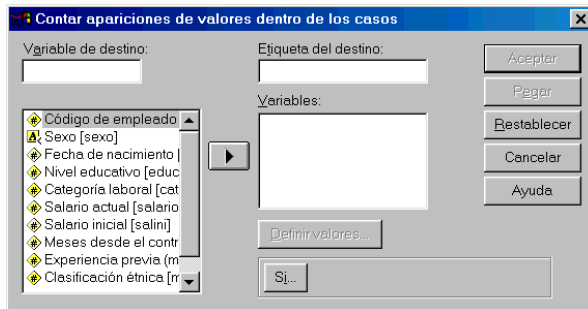 Contar apariciones de valores dentro de los casos
Variable de destino:
Etiqueta del destino:
Aceptar
Pegar
Restablecer
Cancelar
Ayuda
Variables:
Código de empleado
Sexo [sexo]
Fecha de nacimiento [
Nivel educativo [educ
Categoría laboral [cat
Salario actual [salario
Salario inicial [salini]
Meses desde el contr
Experiencia previa (m
Clasificación étnica [m
Definir valores...
Si...